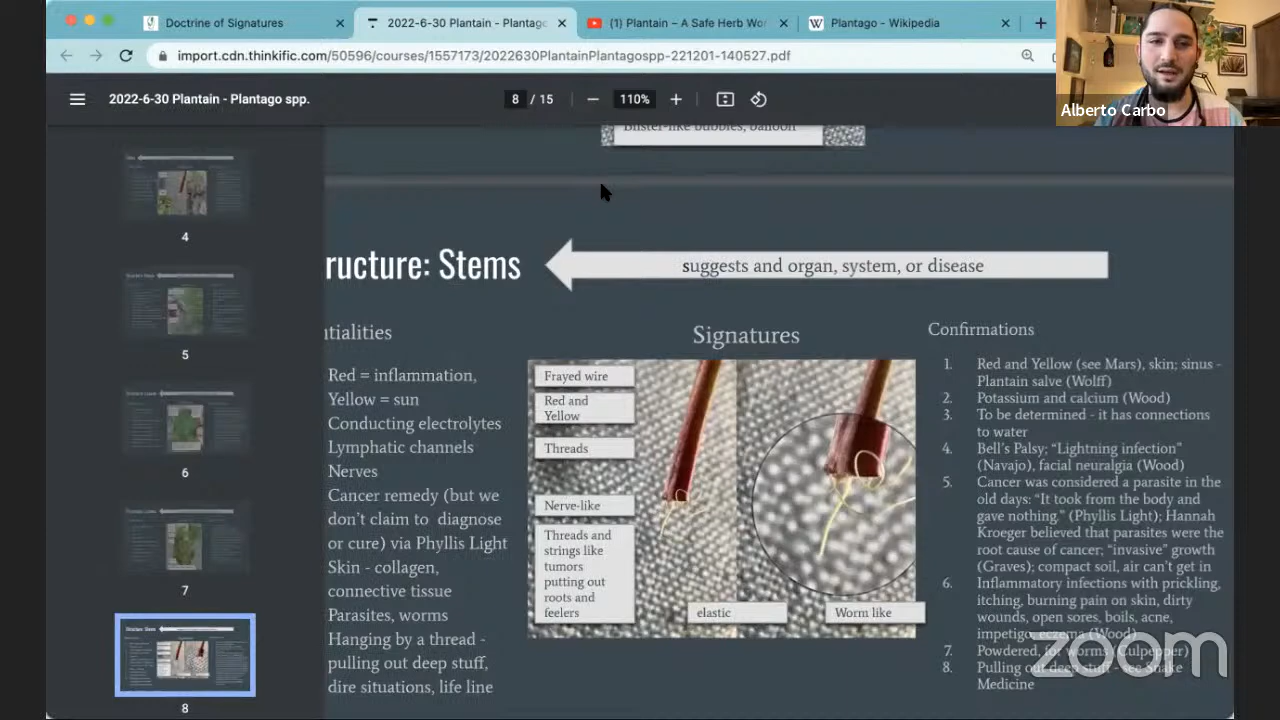 Doctrine of Signatures
2022-6-30 Plantain - Plantago
(1) Plantain – A Safe Herb Wo
Plantago - Wikipedia
import.cdn.thinkific.com/50596/courses/1557173/2022630PlantainPlantagospp-221201-140527.pdf
2022-6-30 Plantain - Plantago spp.
8 / 15
110%
Alberto Carbo
Blister-like bubbles, balloon
4
5
6
7
8
ructure: Stems
suggests and organ, system, or disease
ntialities
Red = inflammation,
Yellow = sun
Conducting electrolytes
Lymphatic channels
Nerves
Cancer remedy (but we
don't claim to diagnose
or cure) via Phyllis Light
Skin - collagen,
connective tissue
Parasites, worms
Hanging by a thread -
pulling out deep stuff,
dire situations, life line
Signatures
Frayed wire
Red and
Yellow
Threads
Nerve-like
Threads and
strings like
tumors
putting out
roots and
feelers
elastic
Worm like
Confirmations
1. Red and Yellow (see Mars), skin; sinus -
Plantain salve (Wolff)
2. Potassium and calcium (Wood)
3. To be determined - it has connections
to water
4. Bell's Palsy; “Lightning infection”
(Navajo), facial neuralgia (Wood)
5. Cancer was considered a parasite in the
old days: “It took from the body and
gave nothing.” (Phyllis Light); Hannah
Kroeger believed that parasites were the
root cause of cancer; “invasive” growth
(Graves); compact soil, air can't get in
6. Inflammatory infections with prickling,
itching, burning pain on skin, dirty
wounds, open sores, boils, acne,
impetigo, eczema (Wood)
7. Powdered, for worms (Culpepper)
8. Pulling out deep stuff - see Snake
Medicine
zoom